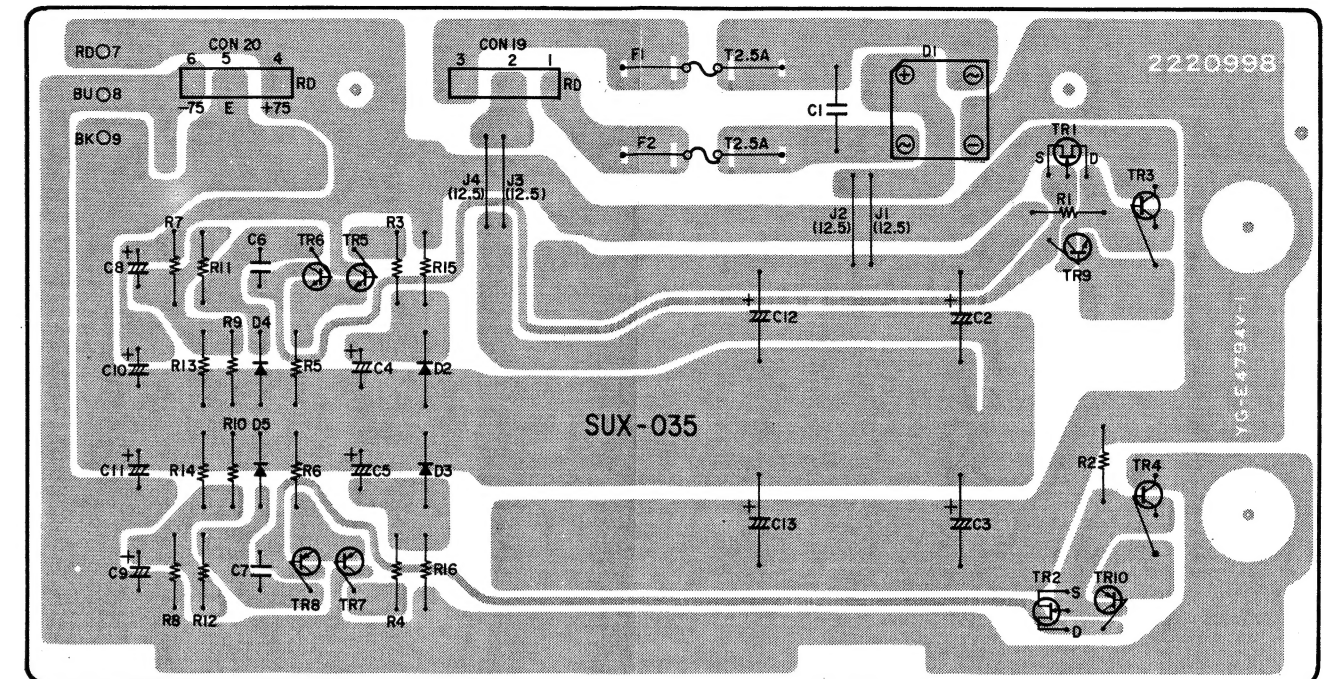 RD 7
CON 20
6 5 4
RD
-75 E +75
BU 8
BK 9
CON 19
3 2 1
RD
F1 T2.5A
F2 T2.5A
C1
D1
+ ~
~ -
2220998
TR1
S D
TR3
R1
TR9
J4
(12.5)
J3
(12.5)
J2
(12.5)
J1
(12.5)
R7
C6
TR6
TR5
R3
C8
R11
R15
+
C12
+
C2
+
R9
D4
C10
+
R13
R5
C4
+
D2
SUX-035
YG-E4794V-1
R10
D5
C11
+
R14
R6
C5
+
D3
R2
TR4
C13
+
C3
+
C9
+
C7
R16
TR8
TR7
R8
R12
R4
TR2
S
D
TR10